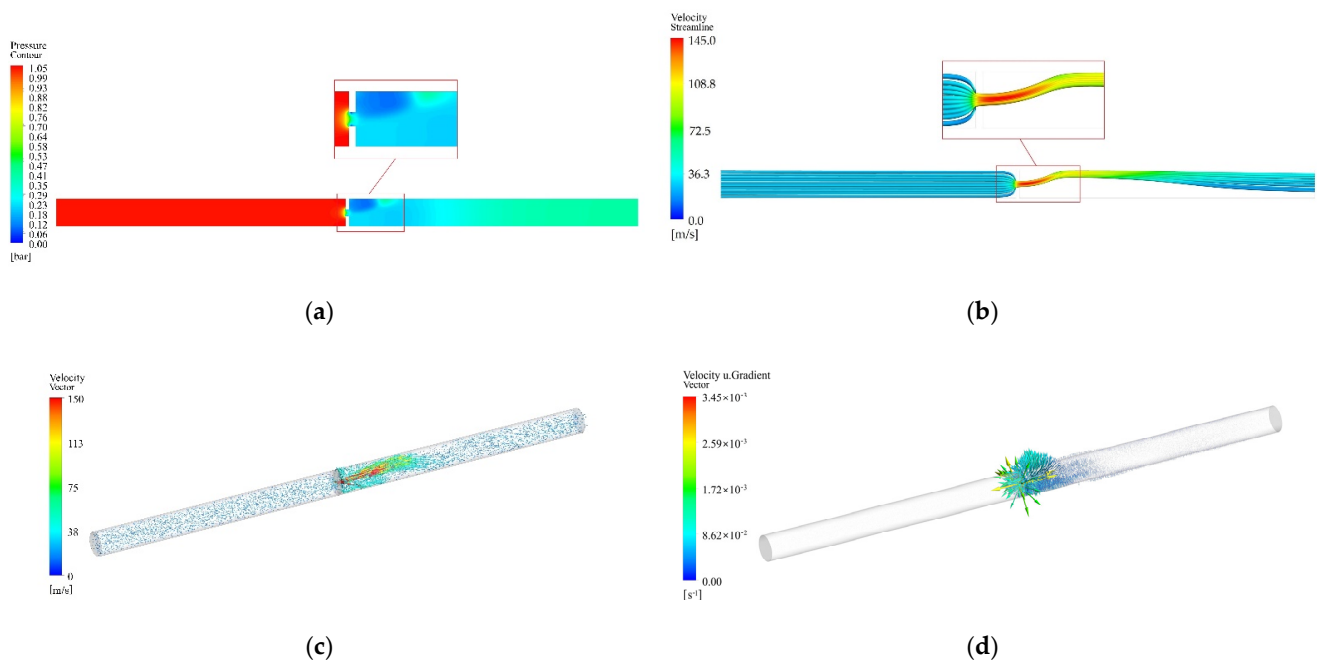 Pressure
Contour
1.05
0.99
0.93
0.88
0.82
0.76
0.70
0.64
0.58
0.53
0.47
0.41
0.35
0.29
0.23
0.18
0.12
0.06
0.00
[bar]
(a)
Velocity
Streamline
145.0
108.8
72.5
36.3
0.0
[m/s]
(b)
Velocity
Vector
150
113
75
38
0
[m/s]
(c)
Velocity u.Gradient
Vector
3.45×10⁻³
2.59×10⁻³
1.72×10⁻³
8.62×10⁻²
0.00
[s⁻¹]
(d)